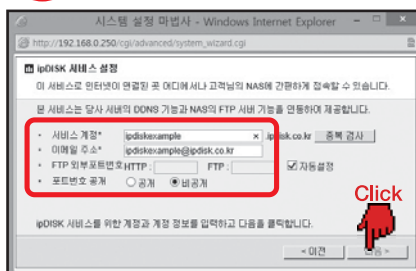 시스템 설정 마법사 - Windows Internet Explorer
http://192.168.0.250/cgi/advanced/system_wizard.cgi
ipDISK 서비스 설정
이 서비스로 인터넷이 연결된 곳 어디에서나 고객님의 NAS에 간편하게 접속할 수 있습니다.
본 서비스는 당사 서버의 DDNS 기능과 NAS의 FTP 서버 기능을 연동하여 제공합니다.
• 서비스 계정* ipdiskexample × .ipdisk.co.kr 중복 검사
• 이메일 주소* ipdiskexample@ipdisk.co.kr
• FTP 외부포트번호 HTTP : FTP : 자동설정
• 포트번호 공개 공개 비공개
Click
ipDISK 서비스를 위한 계정과 계정 정보를 입력하고 다음을 클릭합니다.
< 이전 다음 >